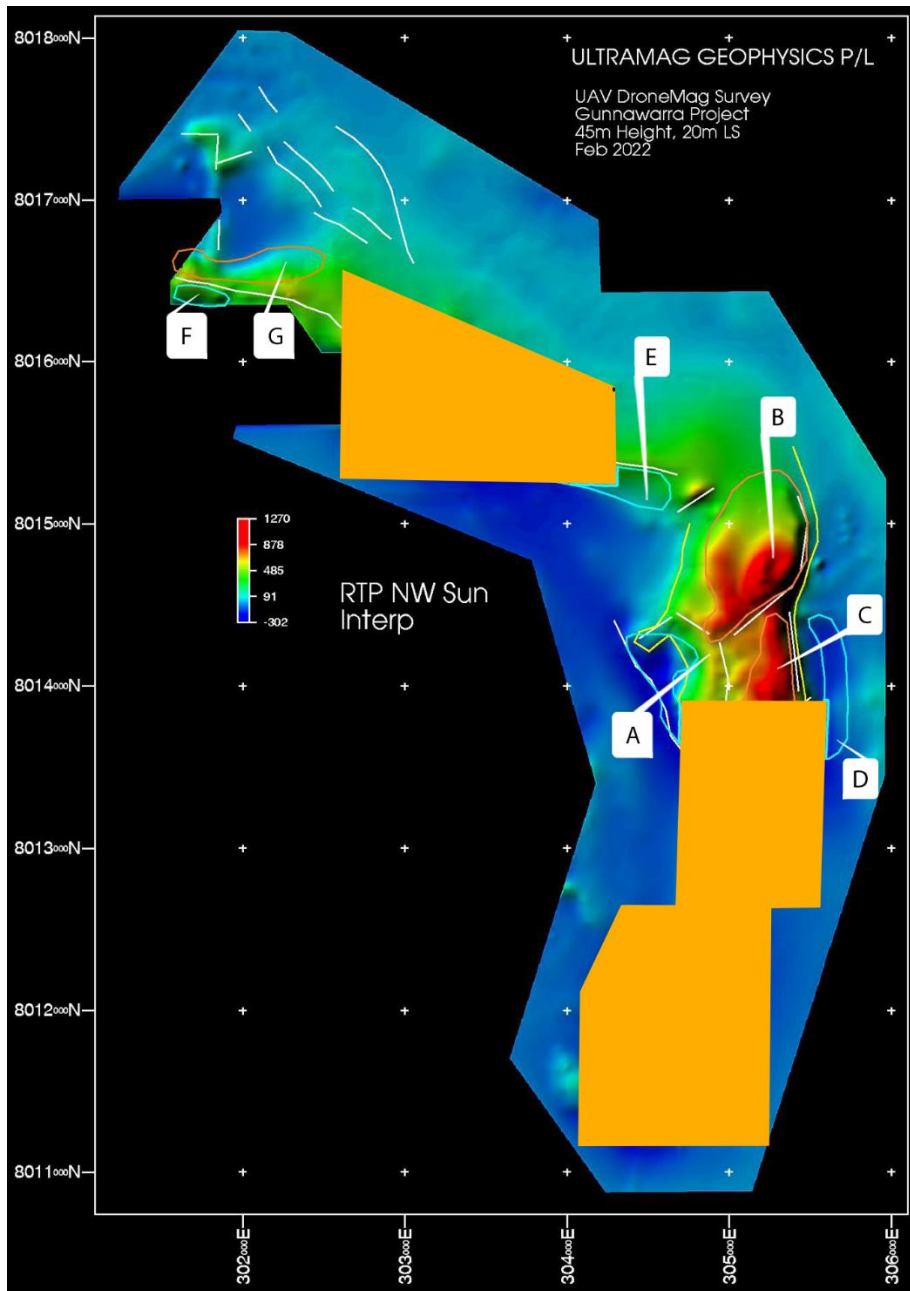 ULTRAMAG GEOPHYSICS P/L
UAV DroneMag Survey
Gunnawarra Project
45m Height, 20m LS
Feb 2022
8018000N
8017000N
8016000N
8015000N
8014000N
8013000N
8012000N
8011000N
F
G
E
B
1270
878
485
91
-302
RTP NW Sun
Interp
C
A
D
302000E
303000E
304000E
305000E
306000E